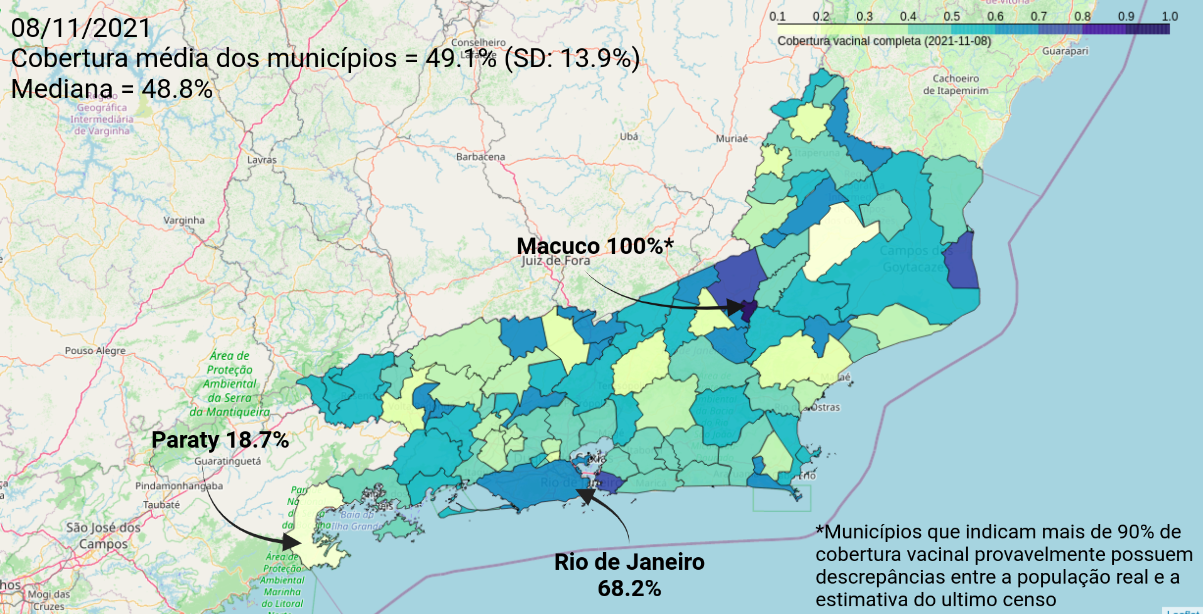 08/11/2021
Cobertura média dos municípios = 49.1% (SD: 13.9%)
Mediana = 48.8%
0.1 0.2 0.3 0.4 0.5 0.6 0.7 0.8 0.9 1.0
Cobertura vacinal completa (2021-11-08)
Conselheiro
Guarapari
Cachoeiro
de Itapemirim
Geográfica
Intermediária
de Varginha
Ubá
Muriaé
Lavras
Barbacena
Varginha
Macuco 100%*
Juiz de Fora
Campos
Goytacaze
Pouso Alegre
Área de
Proteção
Ambiental
da Serra
da Mantiqueira
Ostras
Paraty 18.7%
Guaratinguetá
Pindamonhangaba
Taubaté
São José dos
Campos
Baía da
Ilha Grande
Rio de Janeiro
Maricá
Área de
Proteção
Ambiental
Marinha
do Litoral
Mogi das
Cruzes
Rio de Janeiro
68.2%
*Municípios que indicam mais de 90% de
cobertura vacinal provavelmente possuem
descrepâncias entre a população real e a
estimativa do ultimo censo
Leaflet